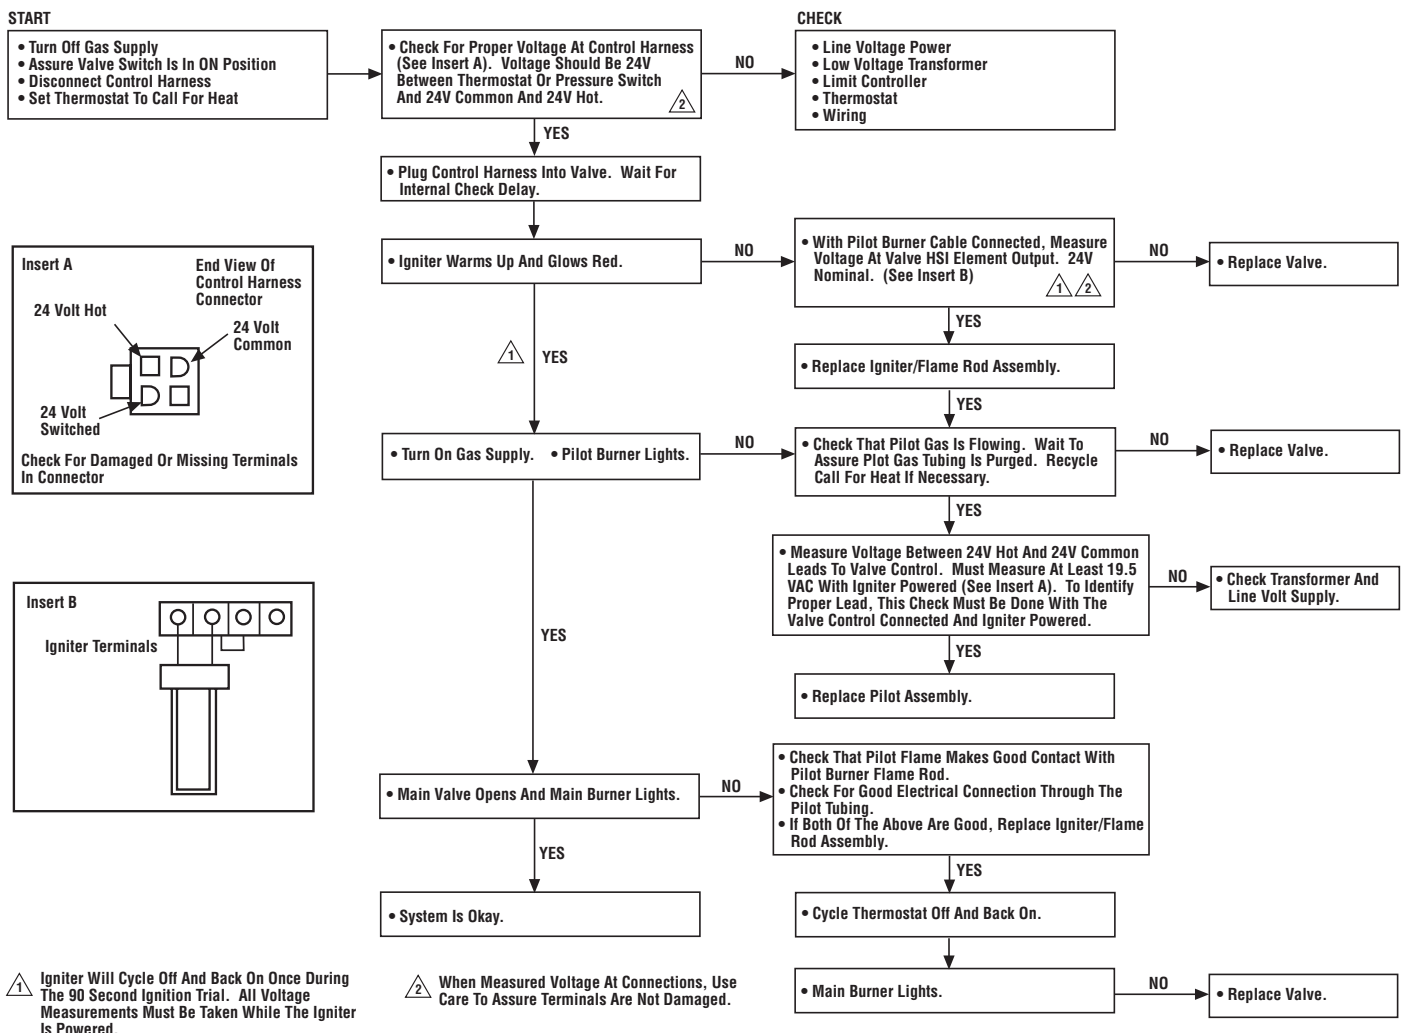 START
• Turn Off Gas Supply
• Assure Valve Switch Is In ON Position
• Disconnect Control Harness
• Set Thermostat To Call For Heat
• Check For Proper Voltage At Control Harness
(See Insert A). Voltage Should Be 24V
Between Thermostat Or Pressure Switch
And 24V Common And 24V Hot.
2
NO
CHECK
• Line Voltage Power
• Low Voltage Transformer
• Limit Controller
• Thermostat
• Wiring
YES
• Plug Control Harness Into Valve. Wait For
Internal Check Delay.
• Igniter Warms Up And Glows Red.
NO
• With Pilot Burner Cable Connected, Measure
Voltage At Valve HSI Element Output. 24V
Nominal. (See Insert B)
1 2
NO
• Replace Valve.
YES
• Replace Igniter/Flame Rod Assembly.
YES
1
YES
• Turn On Gas Supply. • Pilot Burner Lights.
NO
• Check That Pilot Gas Is Flowing. Wait To
Assure Plot Gas Tubing Is Purged. Recycle
Call For Heat If Necessary.
NO
• Replace Valve.
YES
• Measure Voltage Between 24V Hot And 24V Common
Leads To Valve Control. Must Measure At Least 19.5
VAC With Igniter Powered (See Insert A). To Identify
Proper Lead, This Check Must Be Done With The
Valve Control Connected And Igniter Powered.
NO
• Check Transformer And
Line Volt Supply.
YES
• Replace Pilot Assembly.
YES
• Main Valve Opens And Main Burner Lights.
NO
• Check That Pilot Flame Makes Good Contact With
Pilot Burner Flame Rod.
• Check For Good Electrical Connection Through The
Pilot Tubing.
• If Both Of The Above Are Good, Replace Igniter/Flame
Rod Assembly.
YES
• Cycle Thermostat Off And Back On.
• Main Burner Lights.
NO
• Replace Valve.
YES
• System Is Okay.
Insert A
End View Of
Control Harness
Connector
24 Volt Hot
24 Volt
Common
24 Volt
Switched
Check For Damaged Or Missing Terminals
In Connector
Insert B
Igniter Terminals
1
Igniter Will Cycle Off And Back On Once During
The 90 Second Ignition Trial. All Voltage
Measurements Must Be Taken While The Igniter
Is Powered.
2
When Measured Voltage At Connections, Use
Care To Assure Terminals Are Not Damaged.